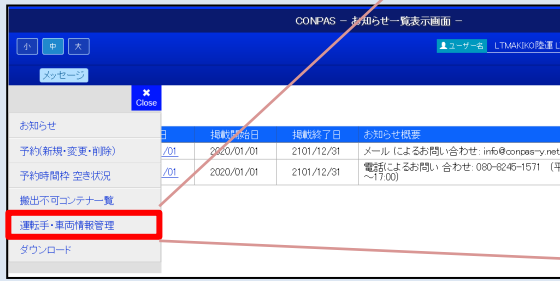 CONPAS － お知らせ一覧表示画面 －
小 中 大
ユーザー名 LTMAKIKO陸運
メッセージ
× Close
お知らせ
予約(新規・変更・削除)
予約時間枠 空き状況
搬出不可コンテナ一覧
運転手・車両情報管理
ダウンロード
日 掲載開始日 掲載終了日 お知らせ概要
/01 2020/01/01 2101/12/31 メール によるお問い合わせ: info@conpas-y.net
/01 2020/01/01 2101/12/31 電話によるお問い 合わせ: 080-8245-1571 (平
～17:00)